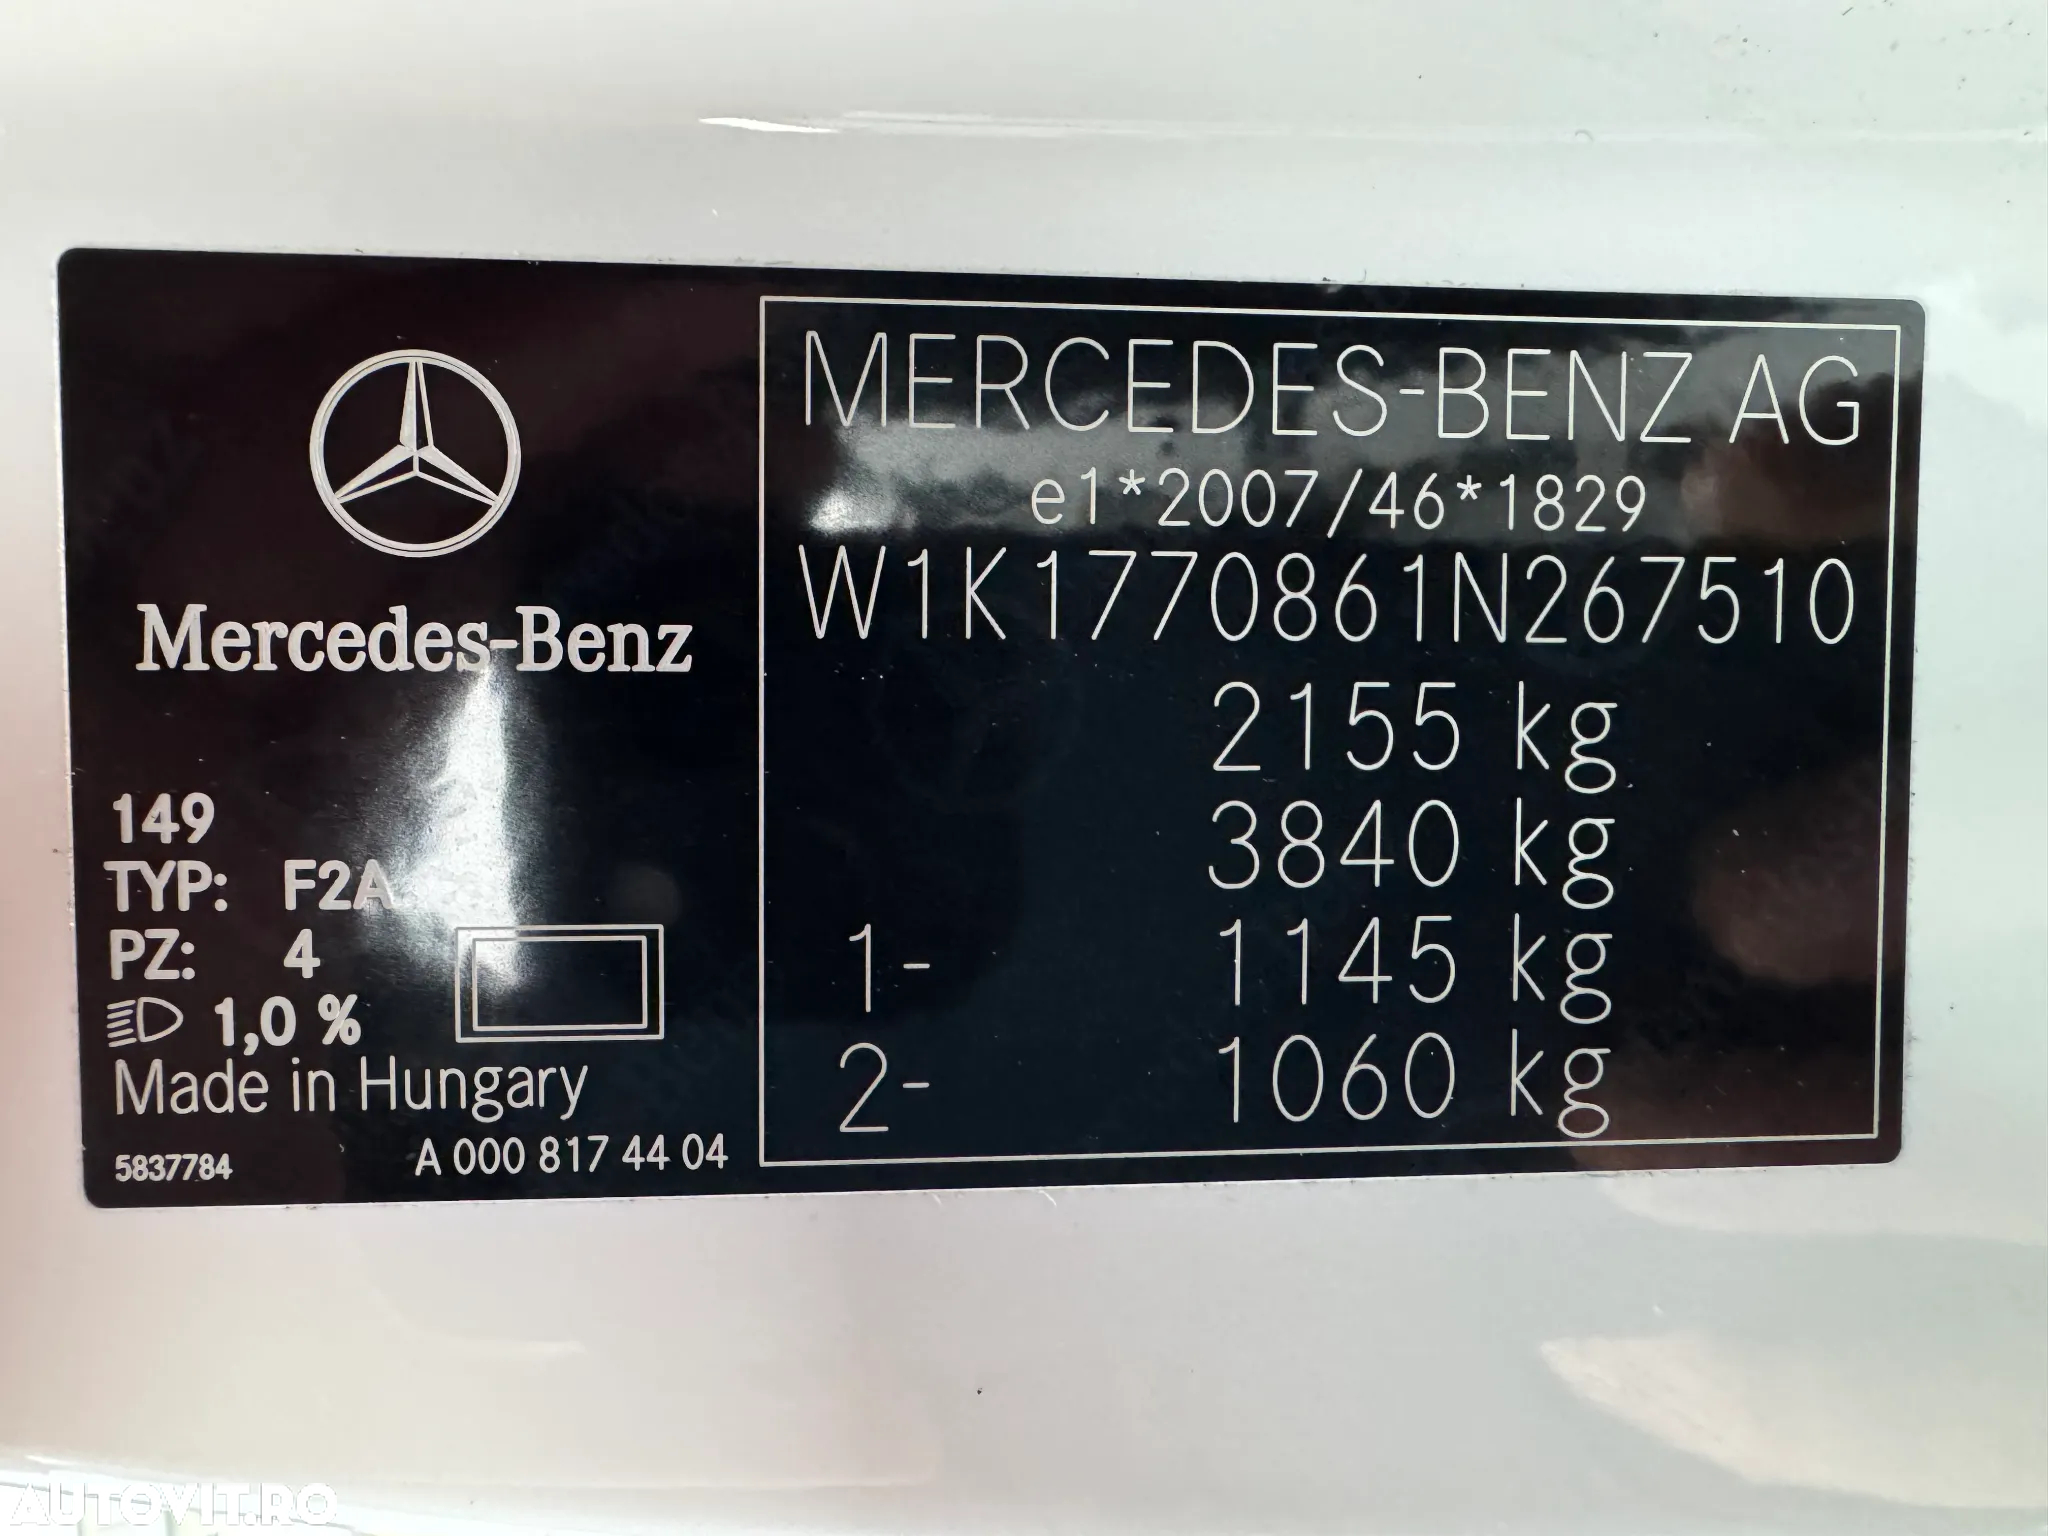 Mercedes-Benz
149
TYP: F2A
PZ: 4
1,0 %
Made in Hungary
5837784
A 000 817 44 04
MERCEDES-BENZ AG
e1*2007/46*1829
W1K1770861N267510
2155 kg
3840 kg
1- 1145 kg
2- 1060 kg
AUTOVIT.RO